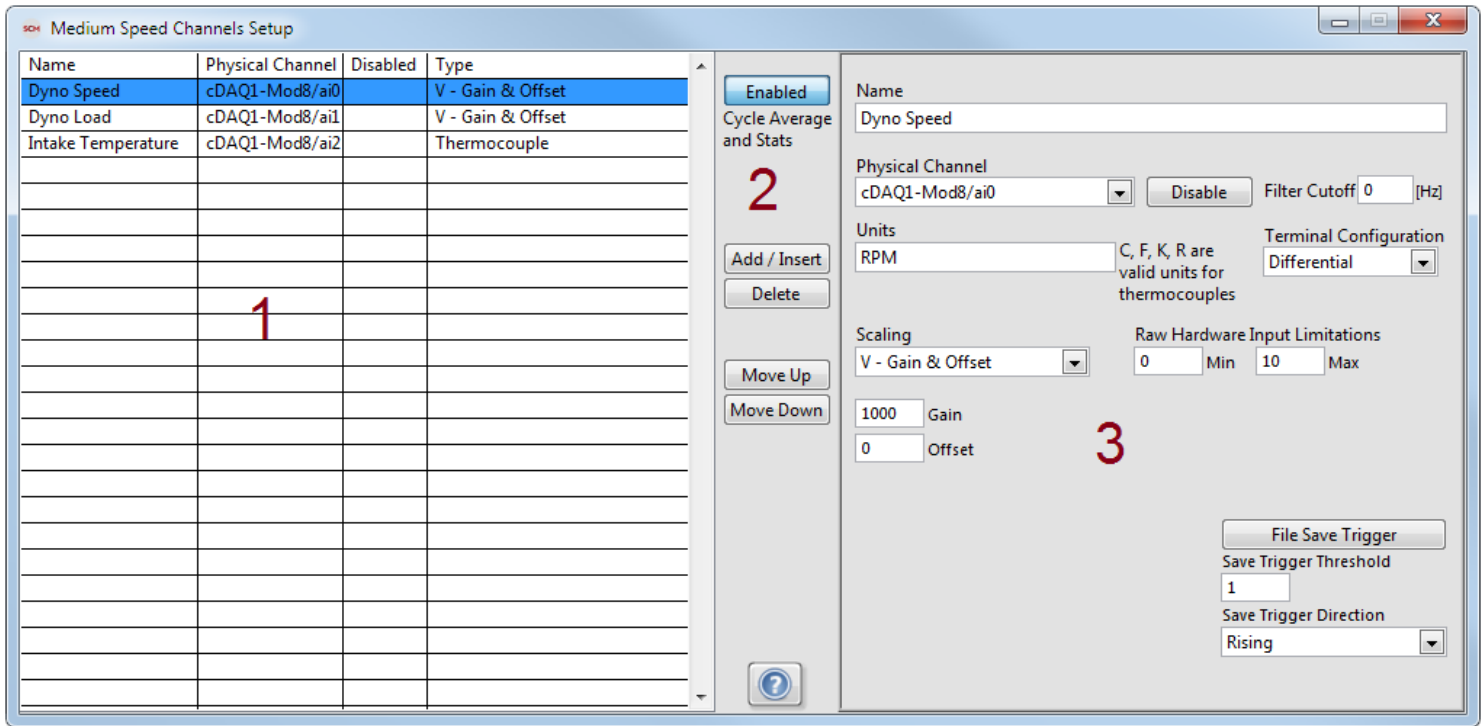 SCH Medium Speed Channels Setup
Name Physical Channel Disabled Type
Dyno Speed cDAQ1-Mod8/ai0 V - Gain & Offset
Dyno Load cDAQ1-Mod8/ai1 V - Gain & Offset
Intake Temperature cDAQ1-Mod8/ai2 Thermocouple
1
Enabled
Cycle Average
and Stats
2
Add / Insert
Delete
Move Up
Move Down
?
Name
Dyno Speed
Physical Channel
cDAQ1-Mod8/ai0 Disable Filter Cutoff 0 [Hz]
Units
RPM
C, F, K, R are
valid units for
thermocouples
Terminal Configuration
Differential
Scaling
V - Gain & Offset
Raw Hardware Input Limitations
0 Min 10 Max
1000 Gain
0 Offset
3
File Save Trigger
Save Trigger Threshold
1
Save Trigger Direction
Rising